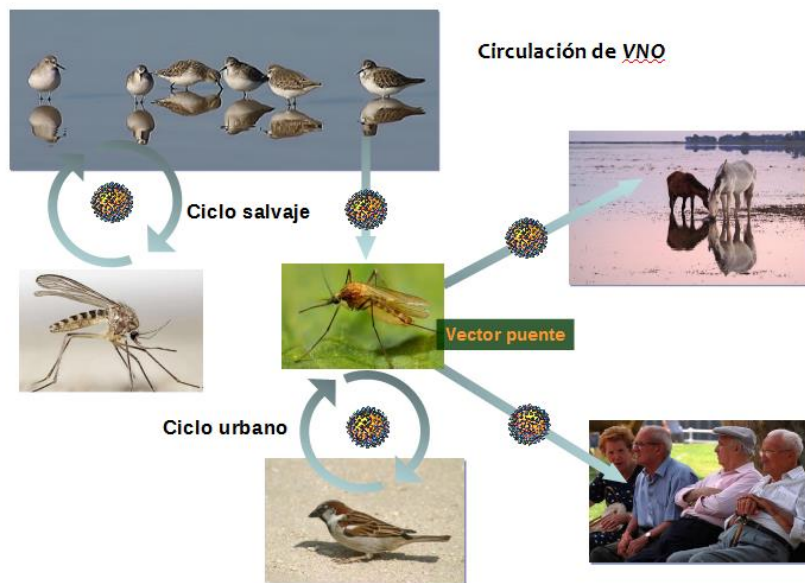 Circulación de VNO
Ciclo salvaje
Vector puente
Ciclo urbano